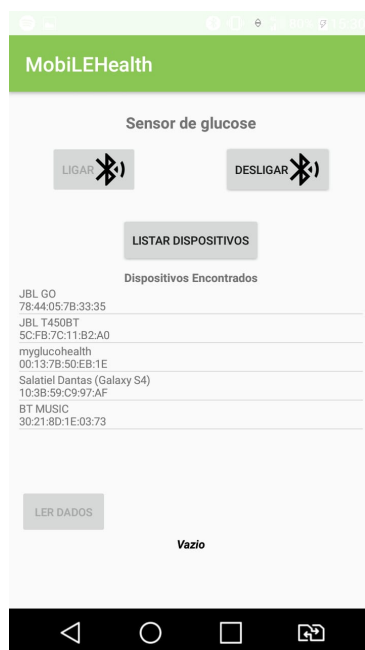 MobiLEHealth
Sensor de glucose
LIGAR
DESLIGAR
LISTAR DISPOSITIVOS
Dispositivos Encontrados
JBL GO
78:44:05:7B:33:35
JBL T450BT
5C:FB:7C:11:B2:A0
myglucohealth
00:13:7B:50:EB:1E
Salatiel Dantas (Galaxy S4)
10:3B:59:C9:97:AF
BT MUSIC
30:21:8D:1E:03:73
LER DADOS
Vazio